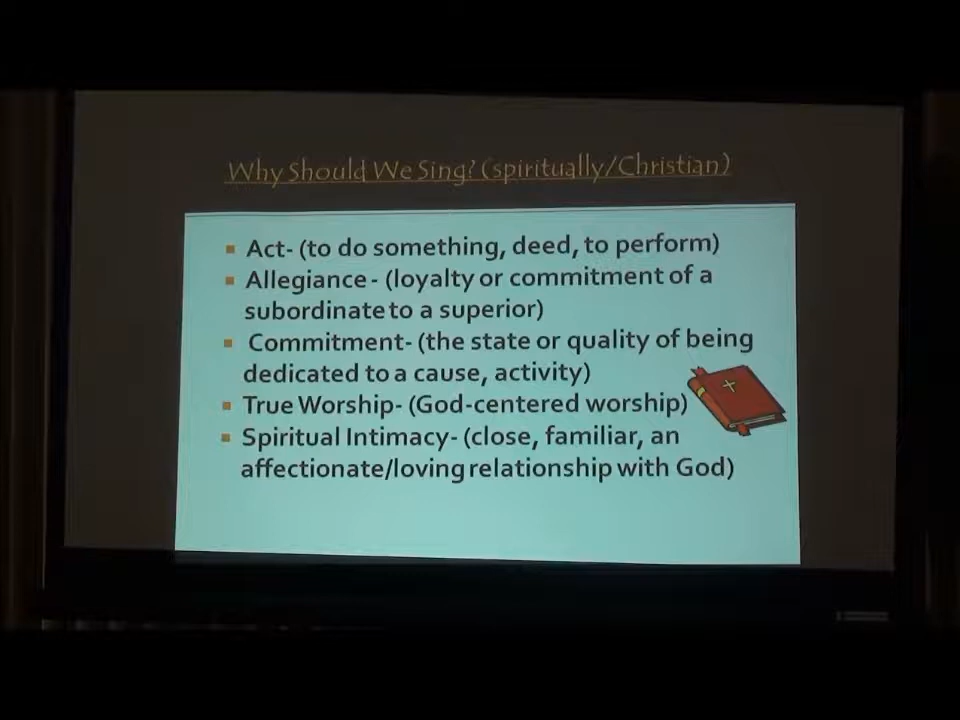 Why Should We Sing? (spiritually/Christian)
Act- (to do something, deed, to perform)
Allegiance - (loyalty or commitment of a
subordinate to a superior)
Commitment- (the state or quality of being
dedicated to a cause, activity)
True Worship- (God-centered worship)
Spiritual Intimacy- (close, familiar, an
affectionate/loving relationship with God)